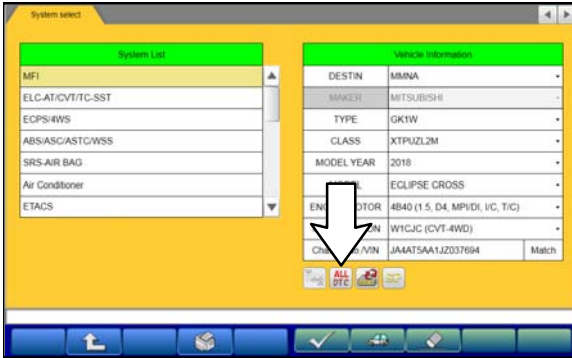 System select
System List
MFI
ELC-AT/CVT/TC-SST
ECPS/4WS
ABS/ASC/ASTC/WSS
SRS-AIR BAG
Air Conditioner
ETACS
Vehicle Information
DESTIN MMNA
MAKER MITSUBISHI
TYPE GK1W
CLASS XTPUZL2M
MODEL YEAR 2018
ECLIPSE CROSS
4B40 (1.5, D4, MPI/DI, I/C, T/C)
W1CJC (CVT-4WD)
/VIN JA4AT5AA1JZ037694 Match
ALL
DTC